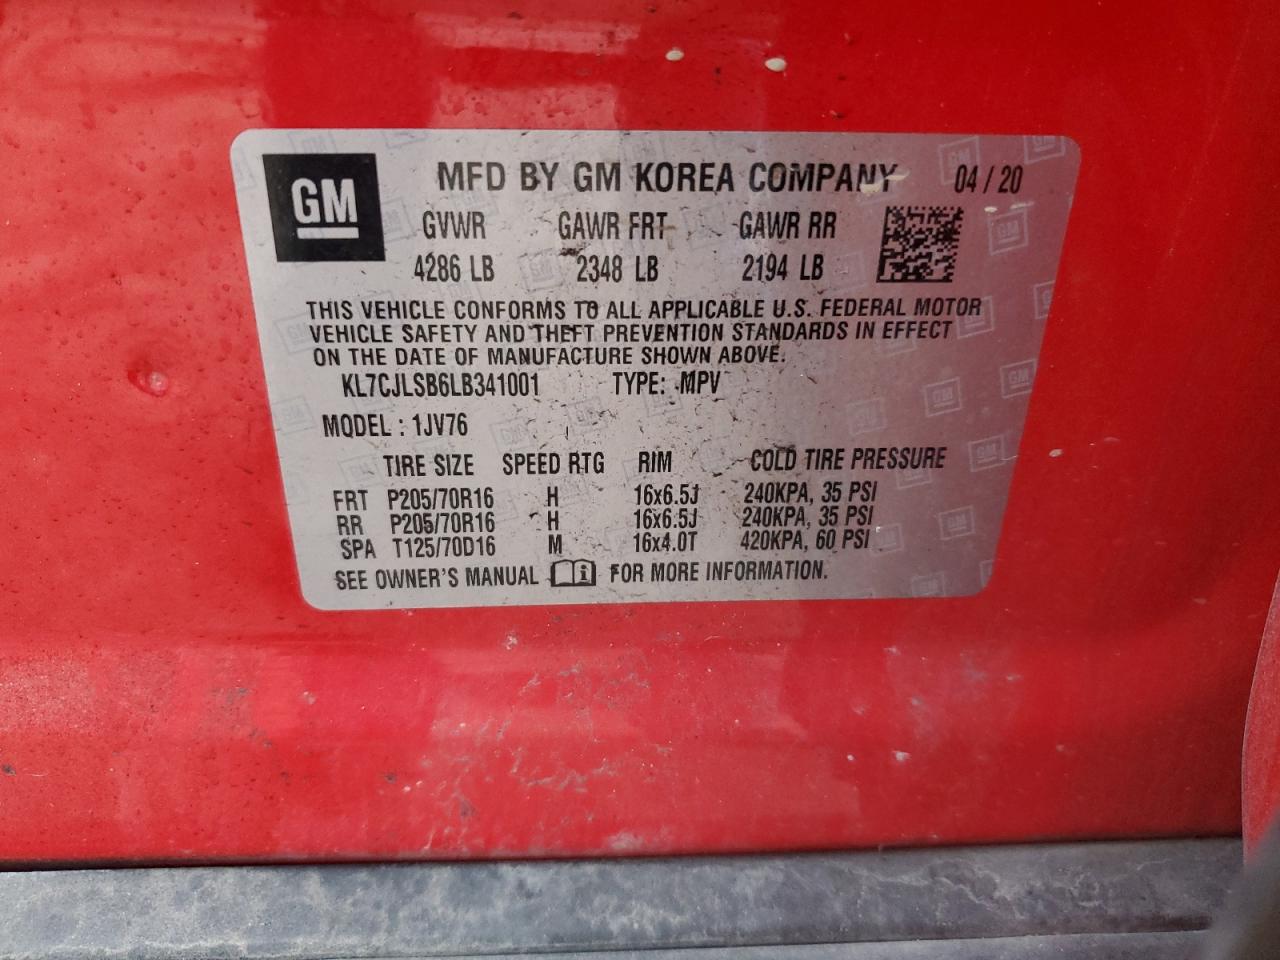 GM
MFD BY GM KOREA COMPANY 04 / 20
GVWR GAWR FRT GAWR RR
4286 LB 2348 LB 2194 LB
THIS VEHICLE CONFORMS TO ALL APPLICABLE U.S. FEDERAL MOTOR
VEHICLE SAFETY AND THEFT PREVENTION STANDARDS IN EFFECT
ON THE DATE OF MANUFACTURE SHOWN ABOVE.
KL7CJLSB6LB341001 TYPE: MPV
MODEL : 1JV76
TIRE SIZE SPEED RTG RIM COLD TIRE PRESSURE
FRT P205/70R16 H 16x6.5J 240KPA, 35 PSI
RR P205/70R16 H 16x6.5J 240KPA, 35 PSI
SPA T125/70D16 M 16x4.0T 420KPA, 60 PSI
SEE OWNER'S MANUAL i FOR MORE INFORMATION.